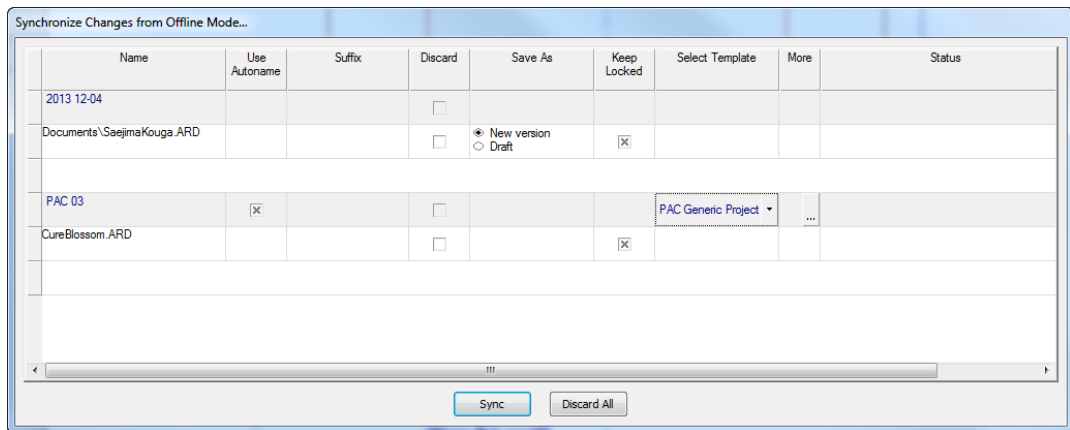 Synchronize Changes from Offline Mode...
Name Use Autoname Suffix Discard Save As Keep Locked Select Template More Status
2013 12-04
Documents\SaejimaKouga.ARD New version
Draft
PAC 03 PAC Generic Project ...
CureBlossom.ARD
Sync Discard All